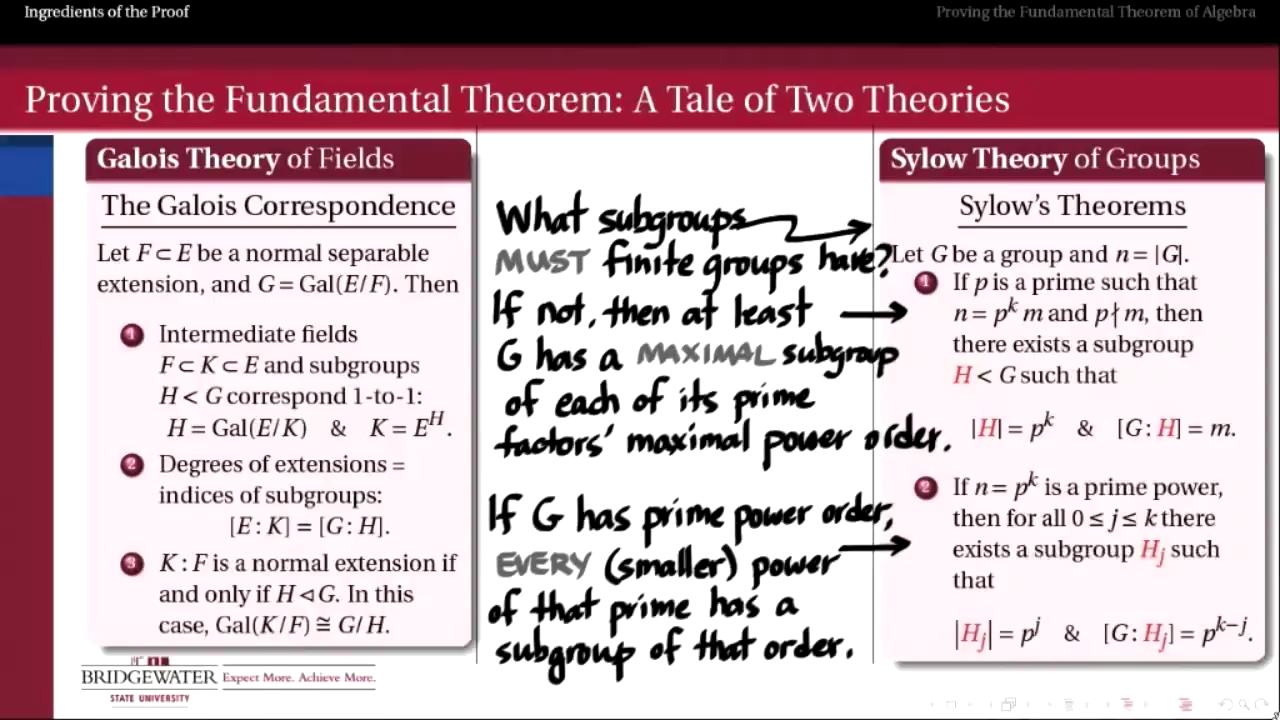 Ingredients of the Proof
Proving the Fundamental Theorem of Algebra
Proving the Fundamental Theorem: A Tale of Two Theories
Galois Theory of Fields
The Galois Correspondence
Let F ⊂ E be a normal separable
extension, and G = Gal(E/F). Then
1 Intermediate fields
F ⊂ K ⊂ E and subgroups
H < G correspond 1-to-1:
H = Gal(E/K) & K = E^H.
2 Degrees of extensions =
indices of subgroups:
[E : K] = [G : H].
3 K : F is a normal extension if
and only if H ⊲ G. In this
case, Gal(K/F) ≅ G/H.
What subgroups
MUST finite groups have?
If not, then at least
G has a MAXIMAL subgroup
of each of its prime
factors' maximal power order.
If G has prime power order,
EVERY (smaller) power
of that prime has a
subgroup of that order.
Sylow Theory of Groups
Sylow's Theorems
Let G be a group and n = |G|.
1 If p is a prime such that
n = p^k m and p ∤ m, then
there exists a subgroup
H < G such that
|H| = p^k & [G : H] = m.
2 If n = p^k is a prime power,
then for all 0 ≤ j ≤ k there
exists a subgroup H_j such
that
|H_j| = p^j & [G : H_j] = p^{k−j}.
BRIDGEWATER
STATE UNIVERSITY
Expect More. Achieve More.